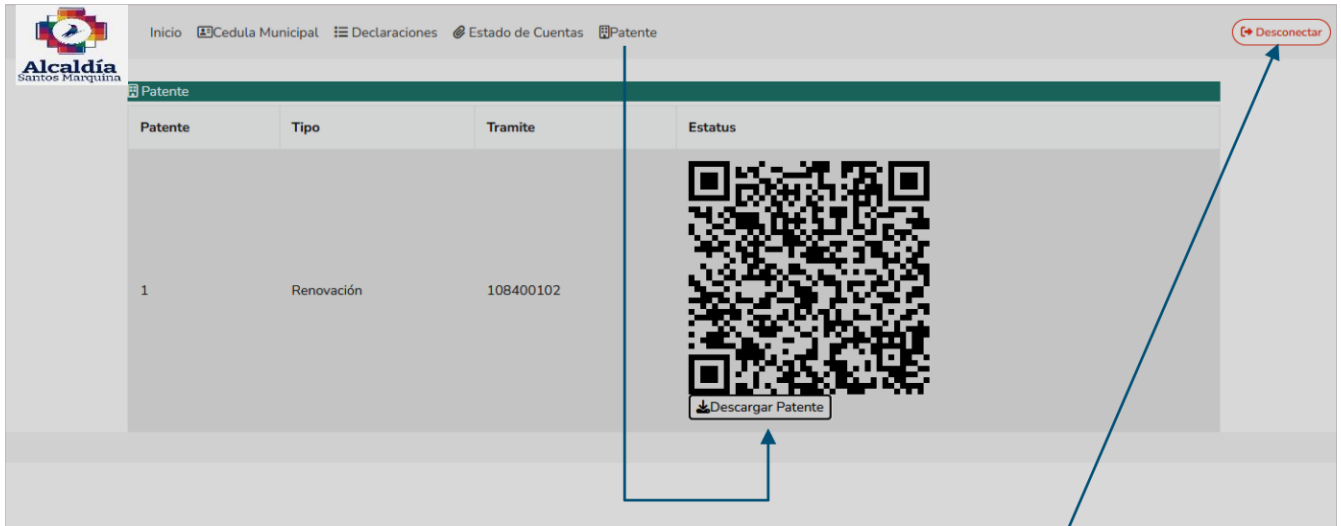 Inicio Cedula Municipal Declaraciones Estado de Cuentas Patente Desconectar
Alcaldía
Santos Marquina
Patente
Patente Tipo Tramite Estatus
1 Renovación 108400102
Descargar Patente